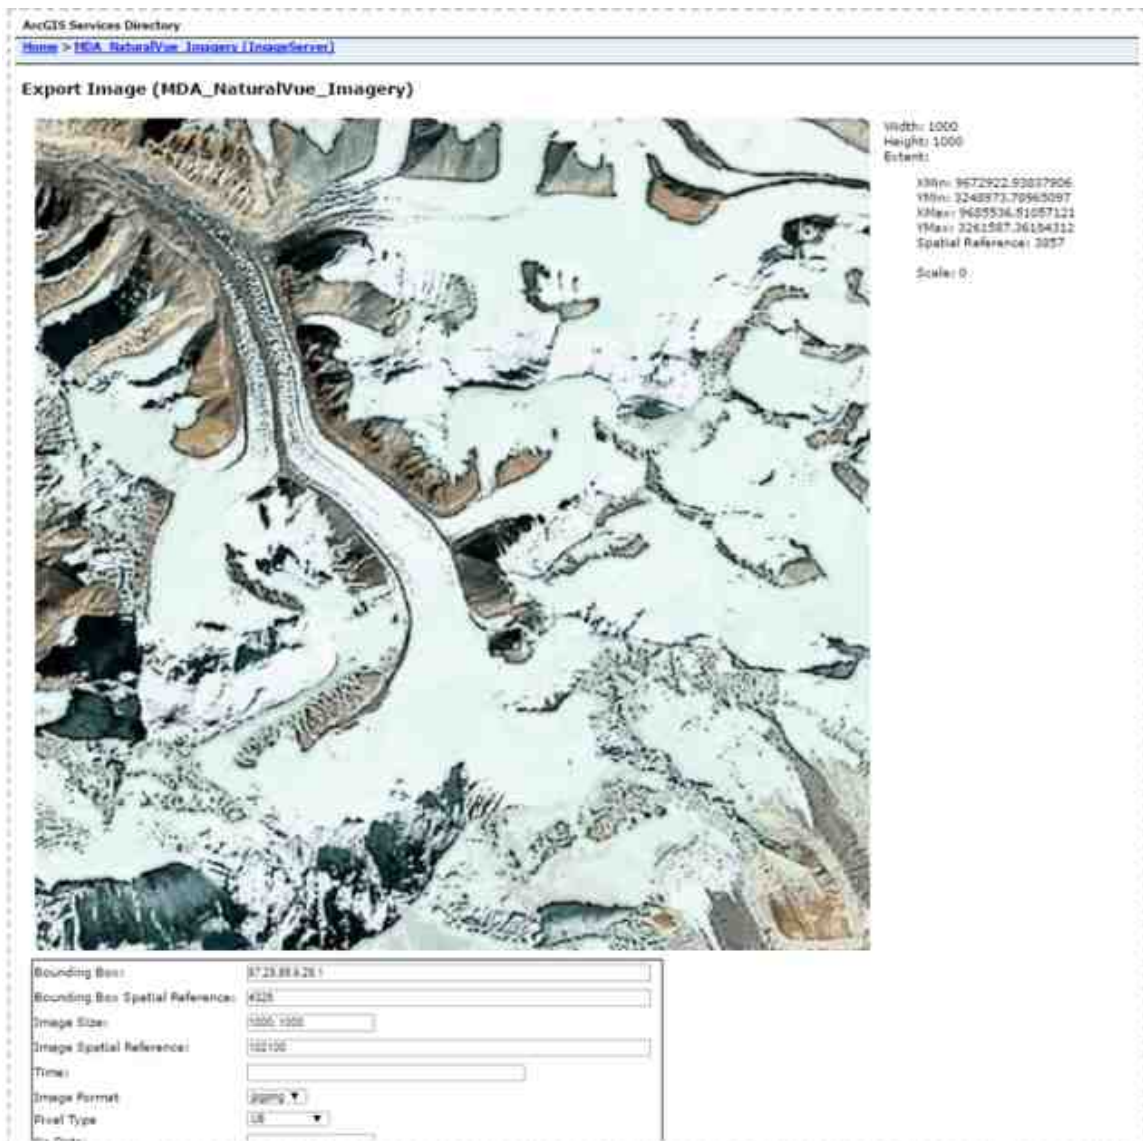 ArcGIS Services Directory
Home > MDA_NaturalVue_Imagery (ImageServer)
Export Image (MDA_NaturalVue_Imagery)
Width: 1000
Height: 1000
Extent:
XMin: 9672922.93837906
YMin: 3248973.78965097
XMax: 9685536.51057121
YMax: 3261587.36184312
Spatial Reference: 3857
Scale: 0
Bounding Box:
Bounding Box Spatial Reference: 4326
Image Size: 1000, 1000
Image Spatial Reference: 102100
Time:
Image Format: jpgpng
Pixel Type U8